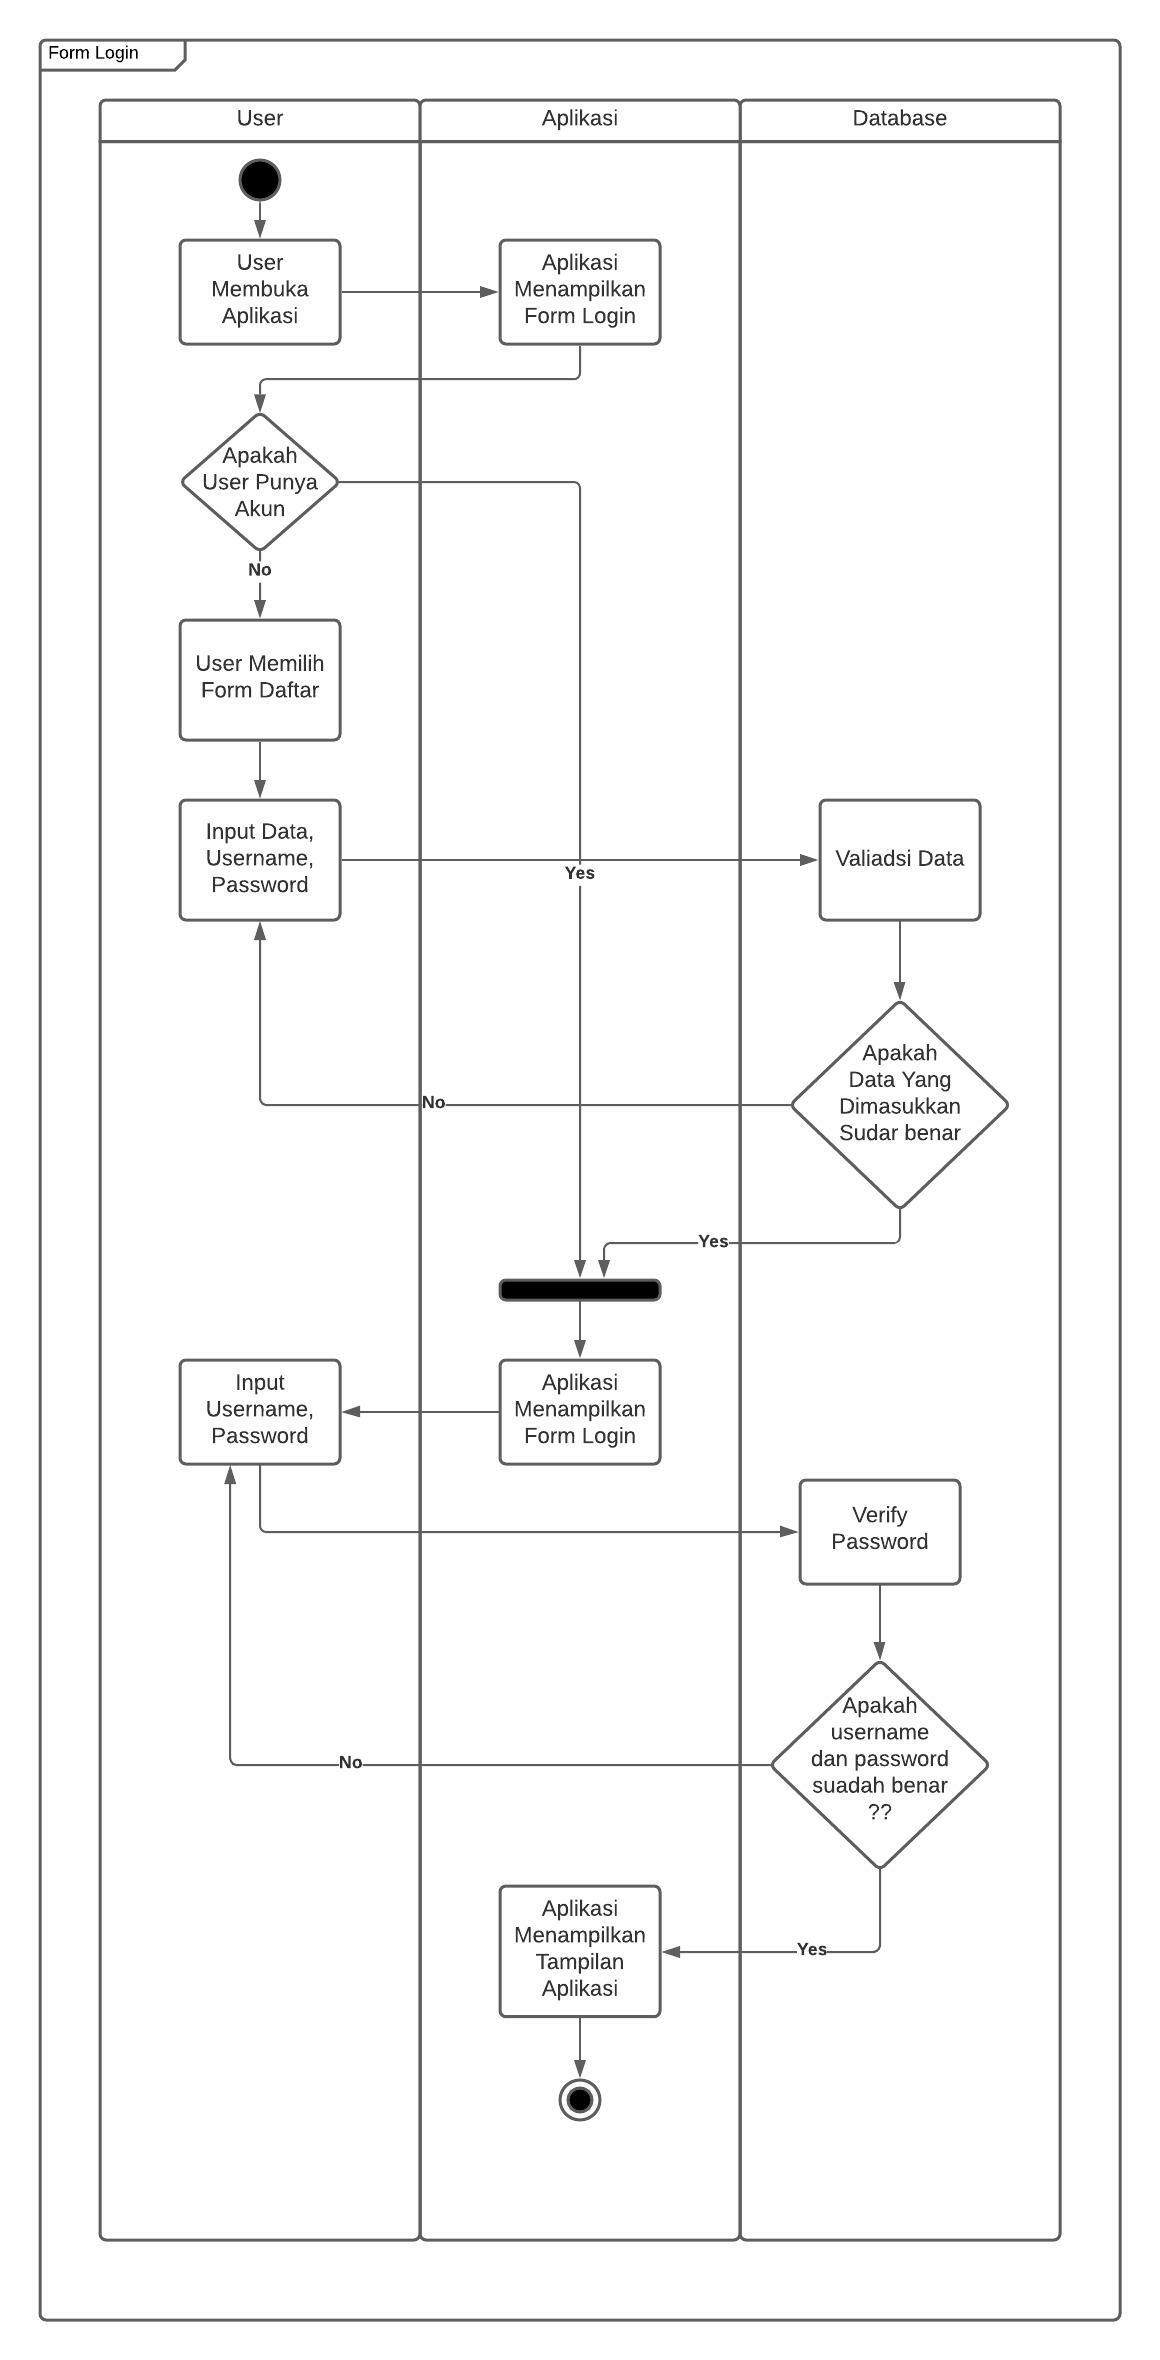 Form Login
User
Aplikasi
Database
User
Membuka
Aplikasi
Aplikasi
Menampilkan
Form Login
Apakah
User Punya
Akun
No
User Memilih
Form Daftar
Input Data,
Username,
Password
Yes
Valiadsi Data
Apakah
Data Yang
Dimasukkan
Sudar benar
No
Yes
Input
Username,
Password
Aplikasi
Menampilkan
Form Login
Verify
Password
Apakah
username
dan password
suadah benar
??
No
Aplikasi
Menampilkan
Tampilan
Aplikasi
Yes